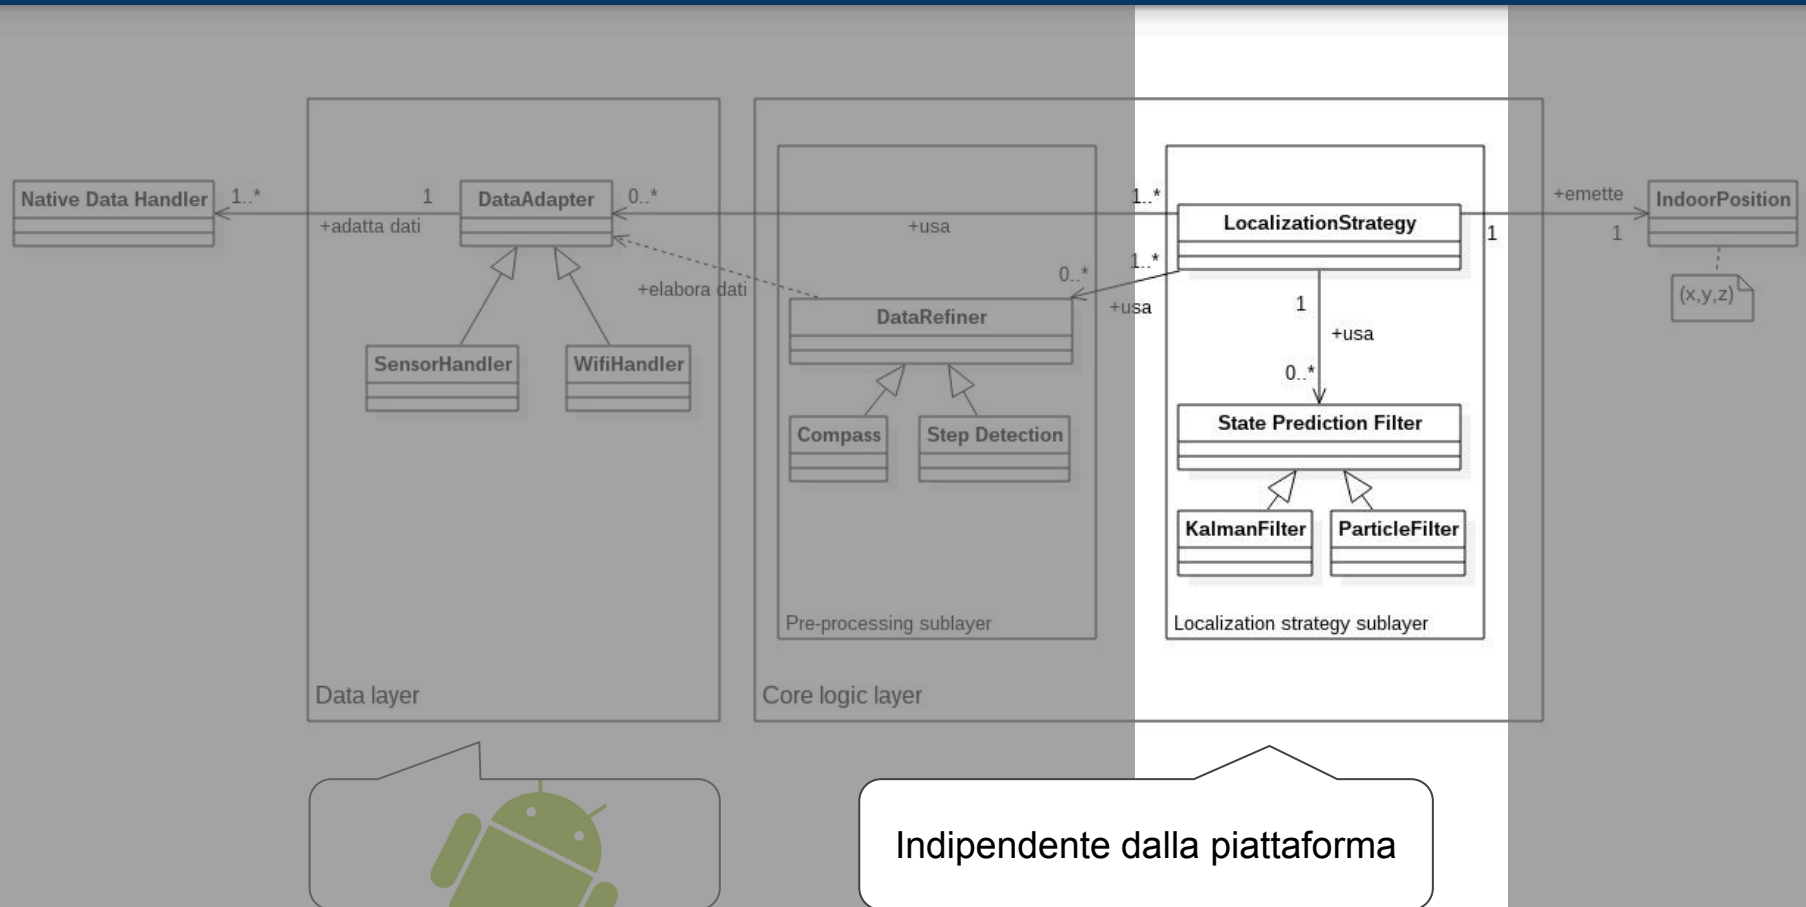 Native Data Handler
1..*
1
+adatta dati
DataAdapter
0..*
+usa
1..*
LocalizationStrategy
1
+emette
1
IndoorPosition
(x,y,z)
+elabora dati
0..*
1..*
+usa
DataRefiner
1
+usa
0..*
SensorHandler
WifiHandler
Compass
Step Detection
State Prediction Filter
KalmanFilter
ParticleFilter
Pre-processing sublayer
Localization strategy sublayer
Data layer
Core logic layer
Indipendente dalla piattaforma